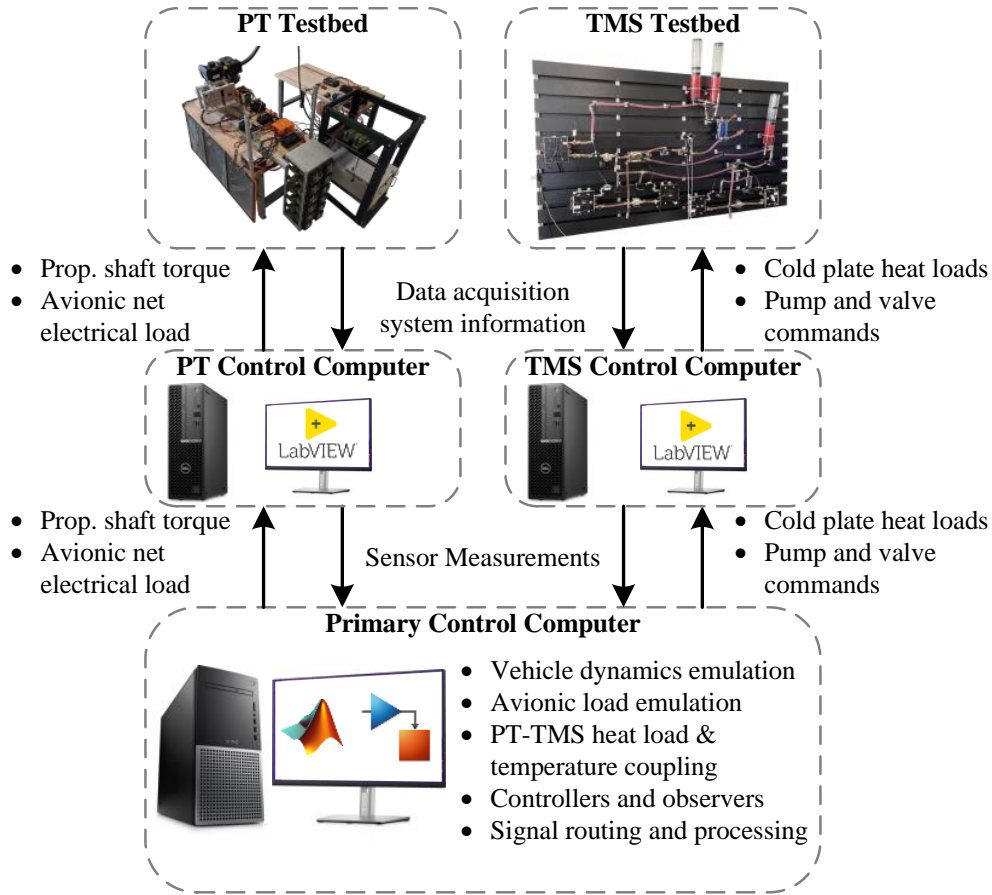 PT Testbed
TMS Testbed
• Prop. shaft torque
• Avionic net
electrical load
Data acquisition
system information
• Cold plate heat loads
• Pump and valve
commands
PT Control Computer
TMS Control Computer
LabVIEW
LabVIEW
• Prop. shaft torque
• Avionic net
electrical load
Sensor Measurements
• Cold plate heat loads
• Pump and valve
commands
Primary Control Computer
• Vehicle dynamics emulation
• Avionic load emulation
• PT-TMS heat load &
temperature coupling
• Controllers and observers
• Signal routing and processing